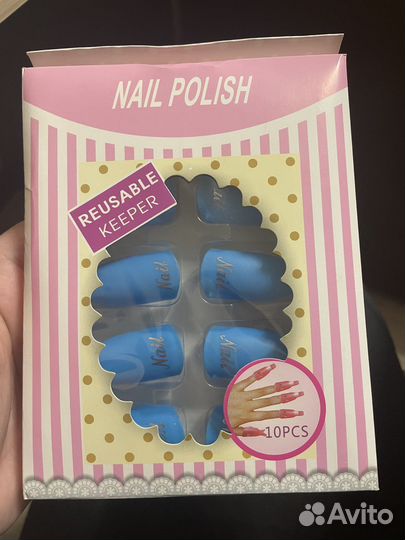 NAIL POLISH
REUSABLE
KEEPER
Nail
Nail
Nail
Nail
10PCS
Avito